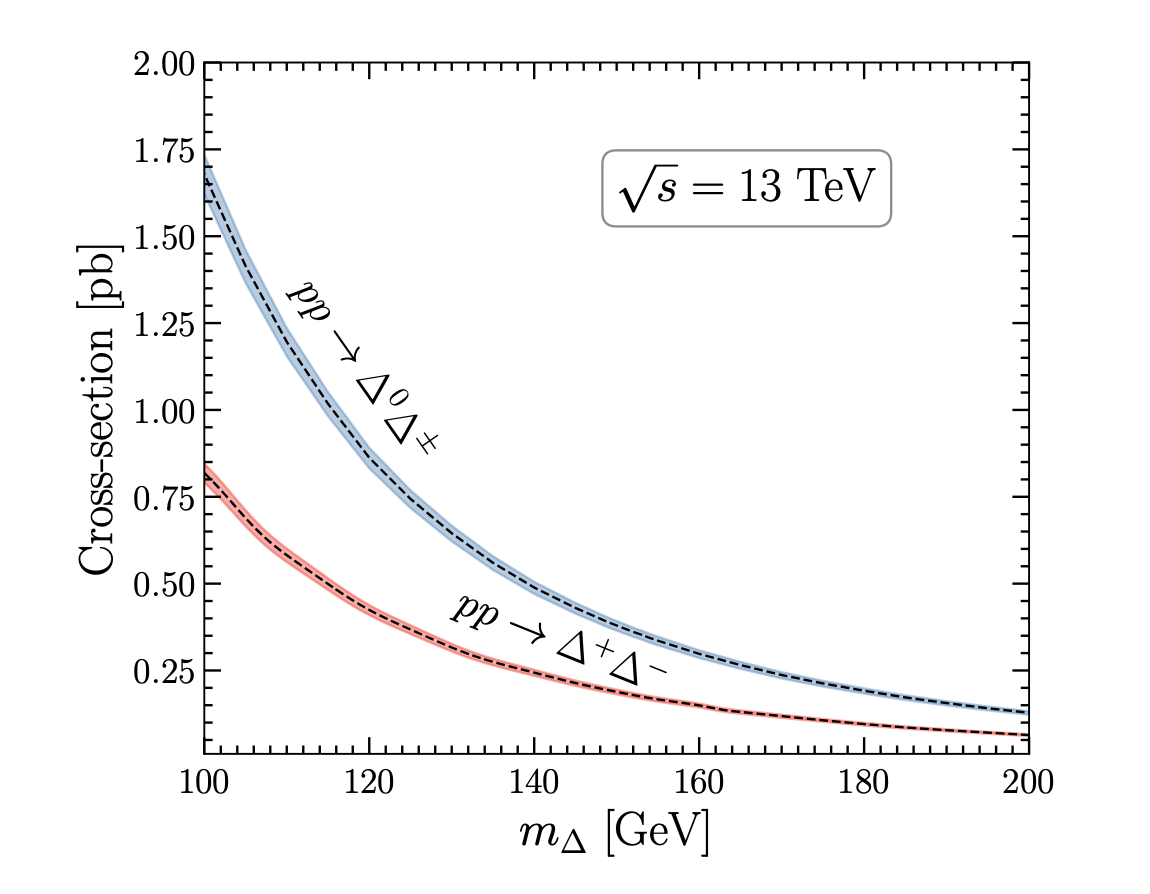 2.00
1.75
1.50
1.25
1.00
0.75
0.50
0.25
Cross-section [pb]
√s = 13 TeV
pp → Δ⁰Δ±
pp → Δ⁺Δ⁻
100 120 140 160 180 200
m_Δ [GeV]